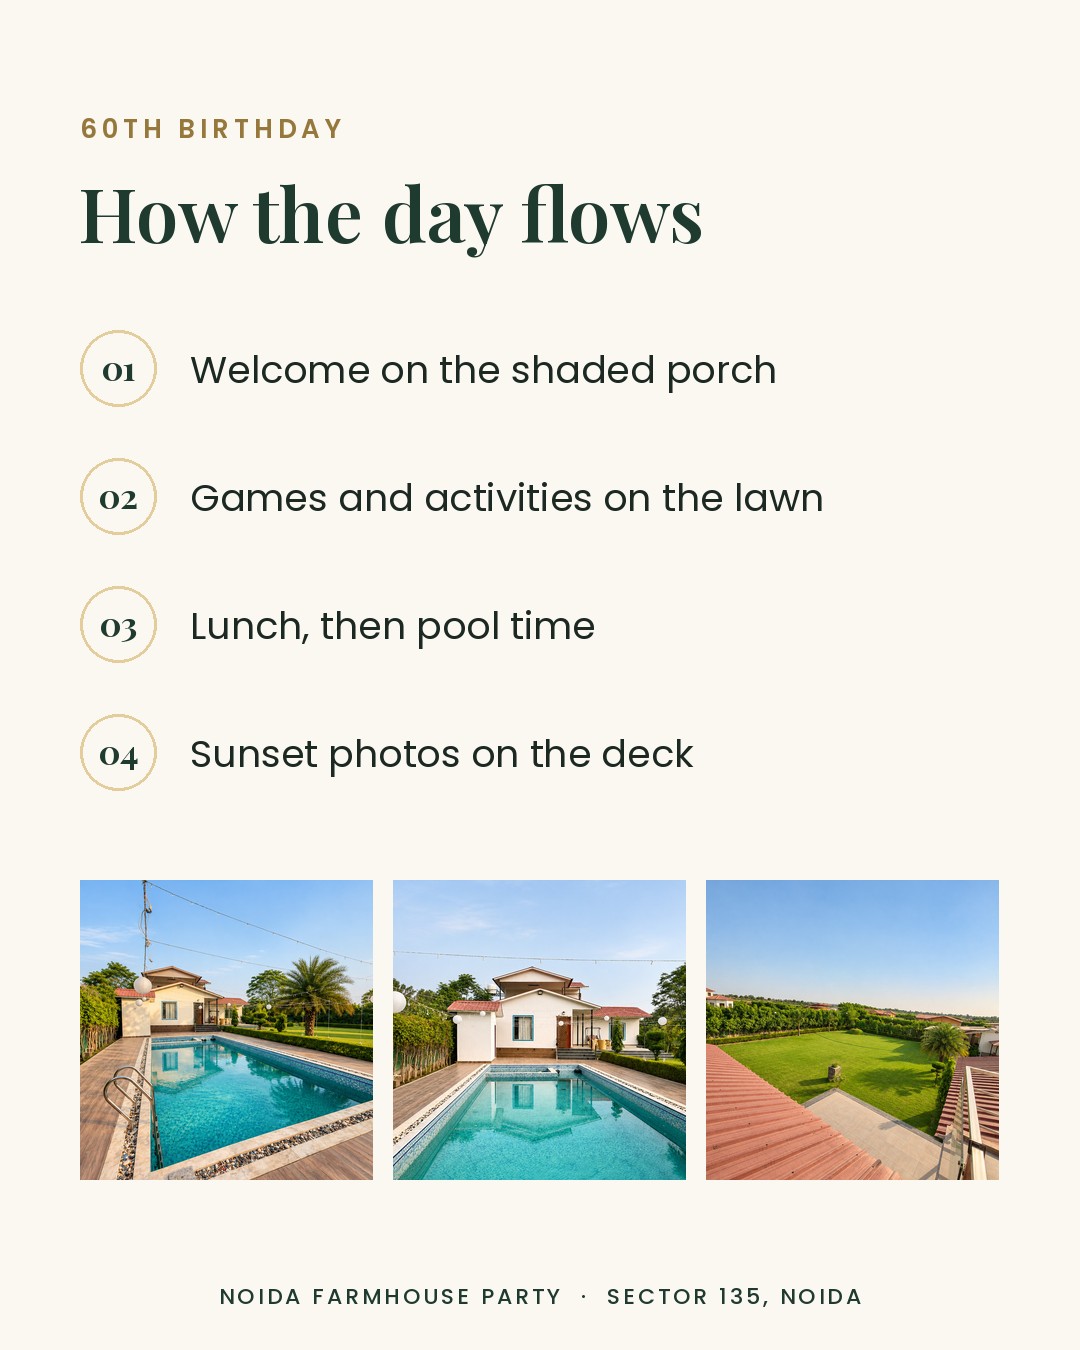 60TH BIRTHDAY
How the day flows
01 Welcome on the shaded porch
02 Games and activities on the lawn
03 Lunch, then pool time
04 Sunset photos on the deck
NOIDA FARMHOUSE PARTY · SECTOR 135, NOIDA